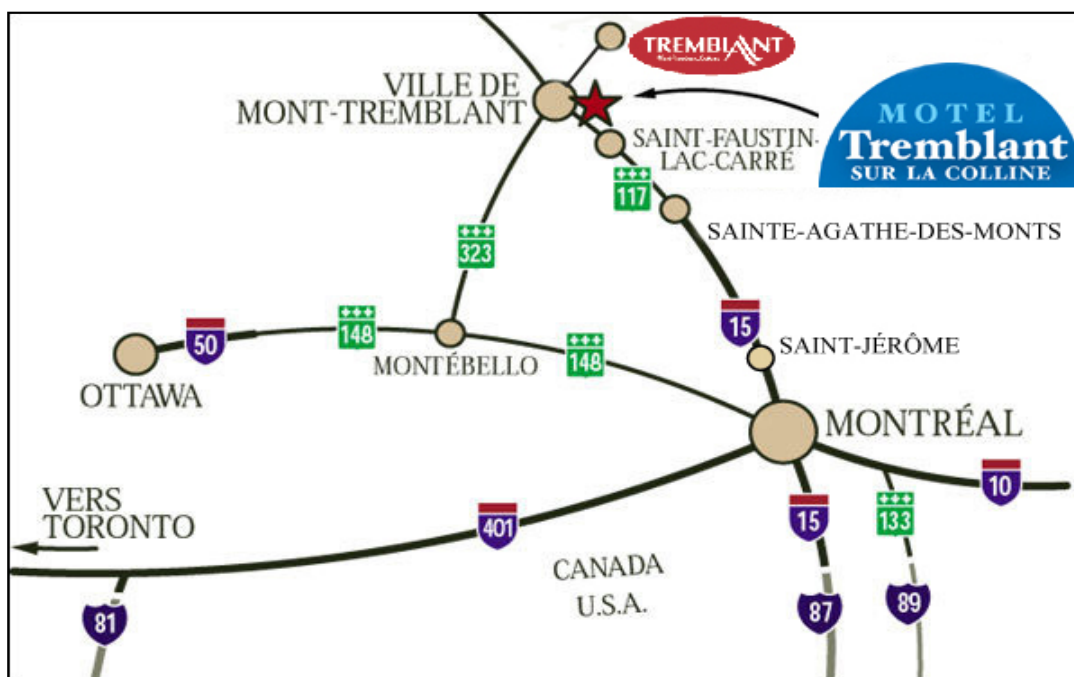 TREMBLANT
VILLE DE
MONT-TREMBLANT
MOTEL
Tremblant
SUR LA COLLINE
SAINT-FAUSTIN-
LAC-CARRÉ
117
SAINTE-AGATHE-DES-MONTS
323
15
50
148
148
SAINT-JÉRÔME
MONTÉBELLO
OTTAWA
MONTRÉAL
VERS
TORONTO
401
15
133
10
CANADA
U.S.A.
81
87
89